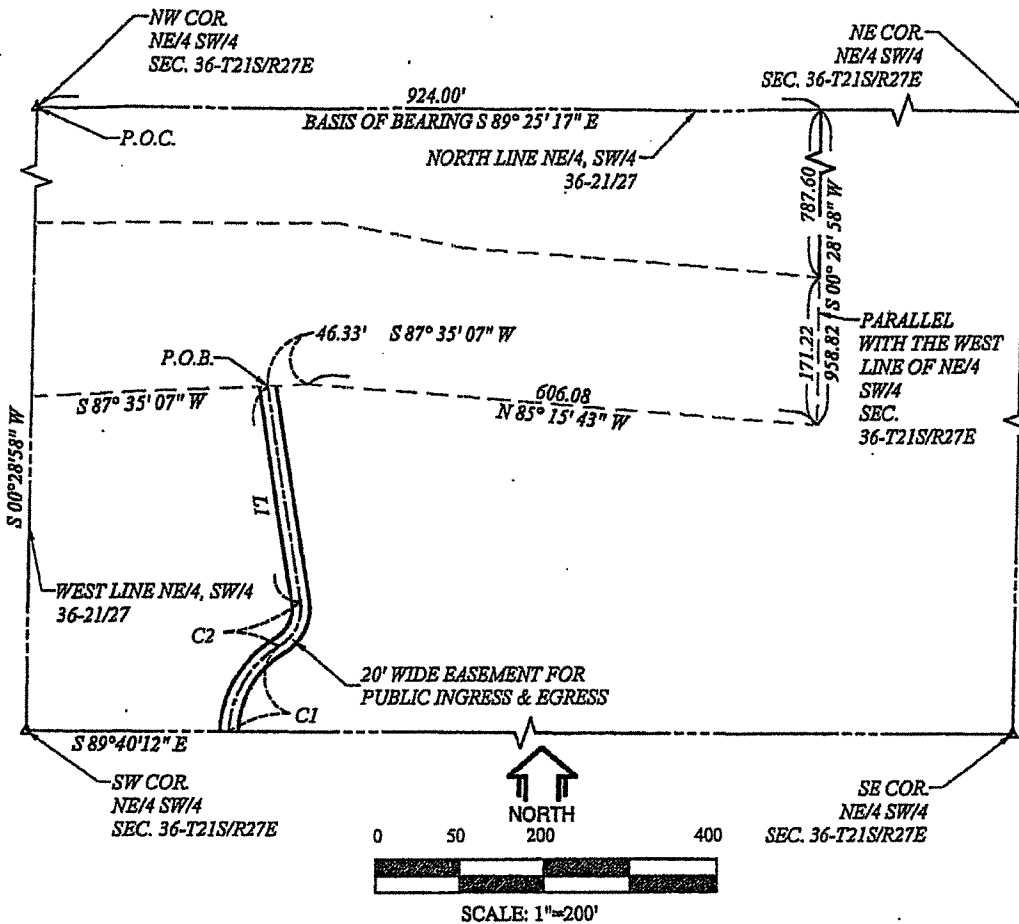 NW COR.
NE/4 SW/4
SEC. 36-T21S/R27E
NE COR.
NE/4 SW/4
SEC. 36-T21S/R27E
924.00'
BASIS OF BEARING S 89° 25' 17" E
P.O.C.
NORTH LINE NE/4, SW/4
36-21/27
787.60
S 00° 28' 58" W
171.22
958.82
PARALLEL
WITH THE WEST
LINE OF NE/4
SW/4
SEC.
36-T21S/R27E
46.33' S 87° 35' 07" W
P.O.B.
S 87° 35' 07" W
606.08
N 85° 15' 43" W
S 00°28'58" W
L1
WEST LINE NE/4, SW/4
36-21/27
C2
20' WIDE EASEMENT FOR
PUBLIC INGRESS & EGRESS
C1
S 89°40'12" E
SW COR.
NE/4 SW/4
SEC. 36-T21S/R27E
NORTH
SE COR.
NE/4 SW/4
SEC. 36-T21S/R27E
0 50 200 400
SCALE: 1"=200'